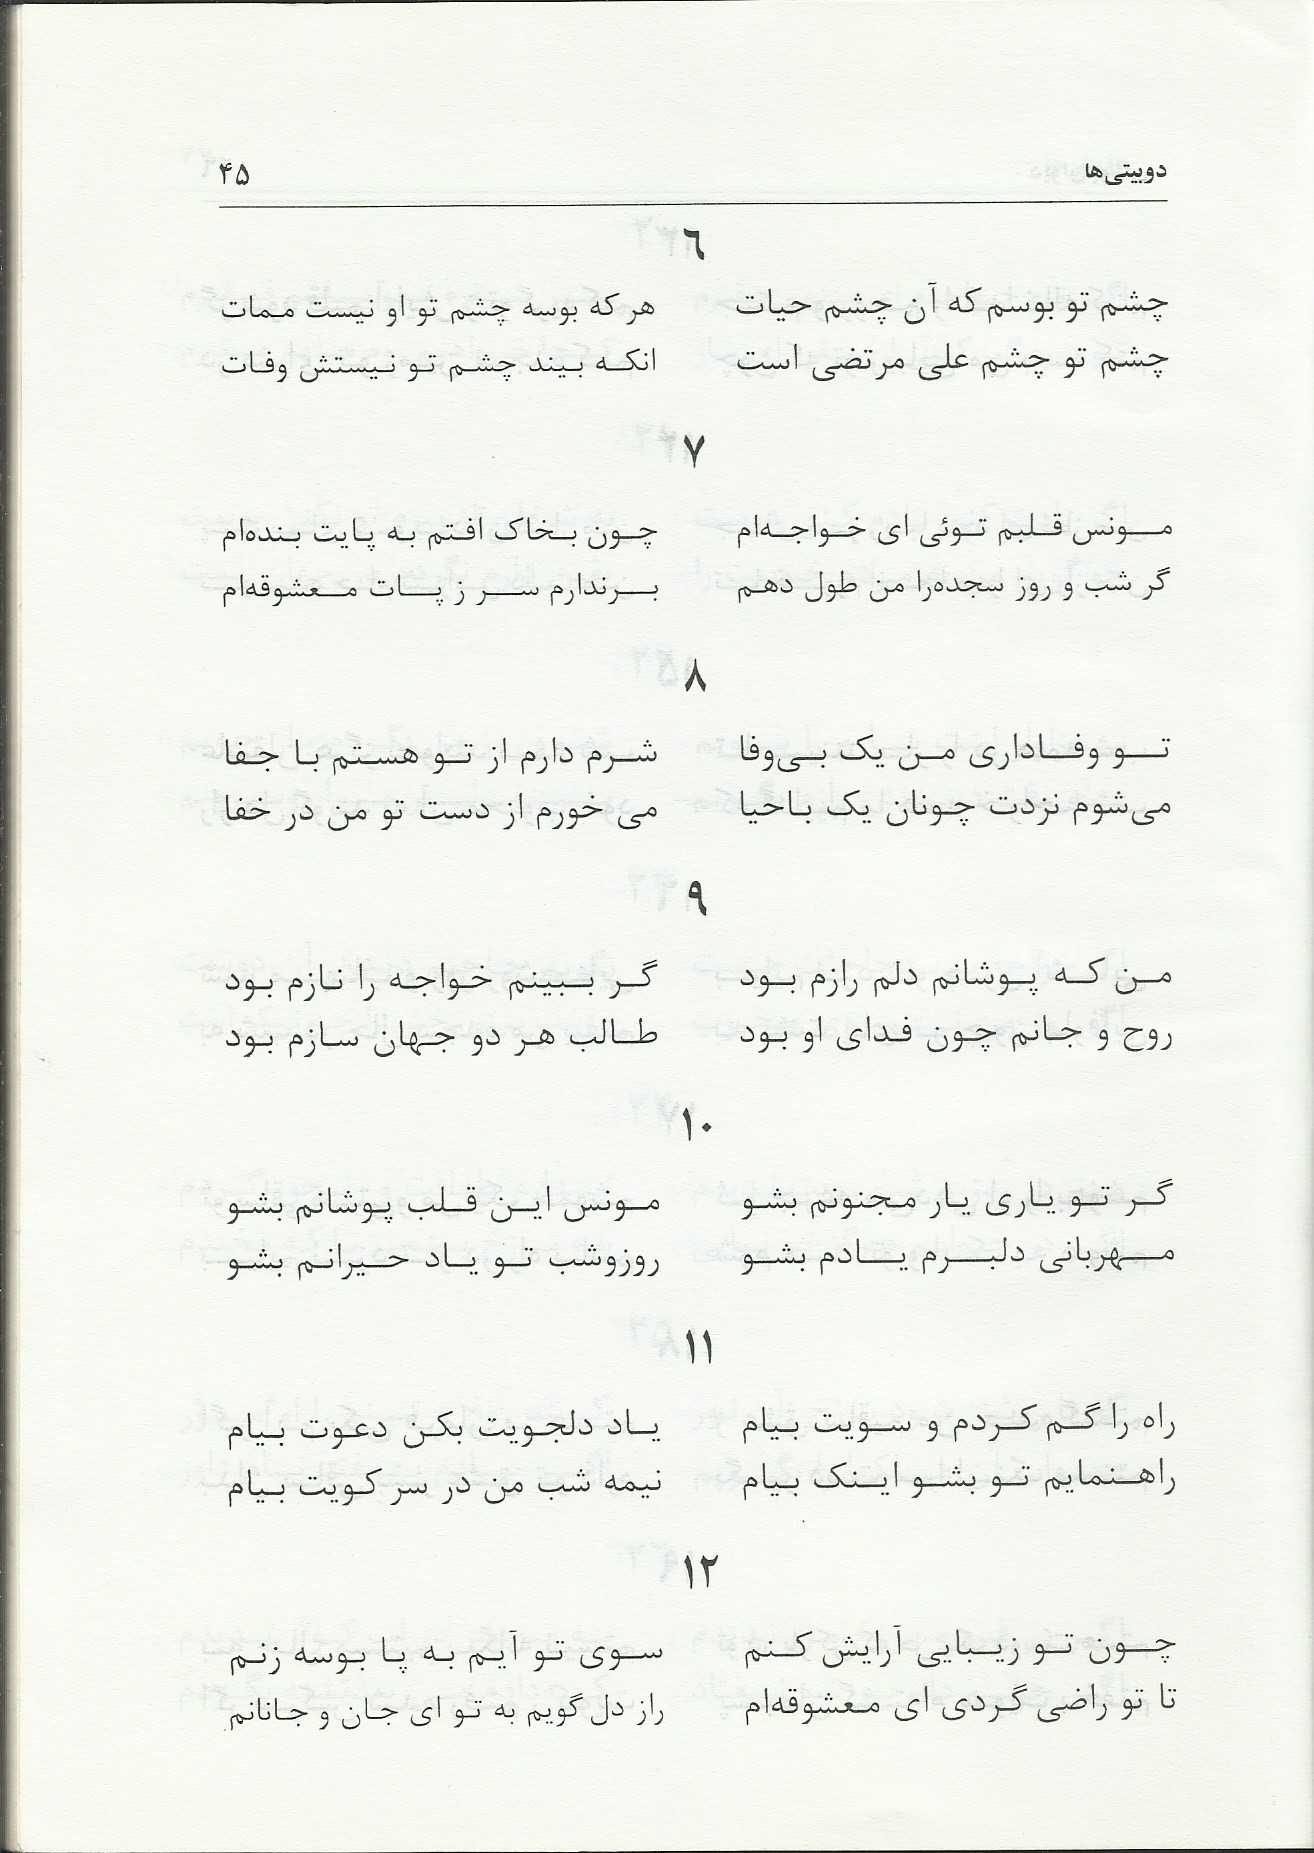 دوبیتی‌ها ۴۵
۶
چشم تو بوسم که آن چشم حیات هر که بوسه چشم تو او نیست ممات
چشم تو چشم علی مرتضی است انکه بیند چشم تو نیستش وفات
۷
مونس قلبم توئی ای خواجه‌ام چون بخاک افتم به پایت بنده‌ام
گر شب و روز سجده‌را من طول دهم برندارم سر ز پات معشوقه‌ام
۸
تو وفاداری من یک بی‌وفا شرم دارم از تو هستم با جفا
می‌شوم نزدت چونان یک باحیا می خورم از دست تو من در خفا
۹
من که پوشانم دلم رازم بود گر ببینم خواجه را نازم بود
روح و جانم چون فدای او بود طالب هر دو جهان سازم بود
۱۰
گر تو یاری یار مجنونم بشو مونس این قلب پوشانم بشو
مهربانی دلبرم یادم بشو روزوشب تو یاد حیرانم بشو
۱۱
راه را گم کردم و سویت بیام یاد دلجویت بکن دعوت بیام
راهنمایم تو بشو اینک بیام نیمه شب من در سر کویت بیام
۱۲
چون تو زیبایی آرایش کنم سوی تو آیم به پا بوسه زنم
تا تو راضی گردی ای معشوقه‌ام راز دل گویم به تو ای جان و جانانم